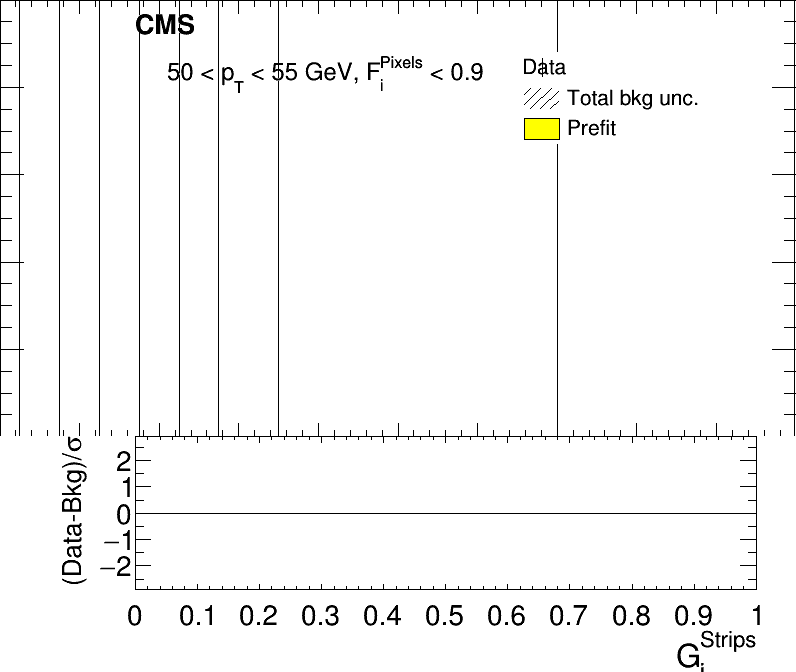 CMS
50 < p_T < 55 GeV, F_i^Pixels < 0.9
Data
Total bkg unc.
Prefit
(Data-Bkg)/σ
2
1
0
−1
−2
0 0.1 0.2 0.3 0.4 0.5 0.6 0.7 0.8 0.9 1
G_i^Strips